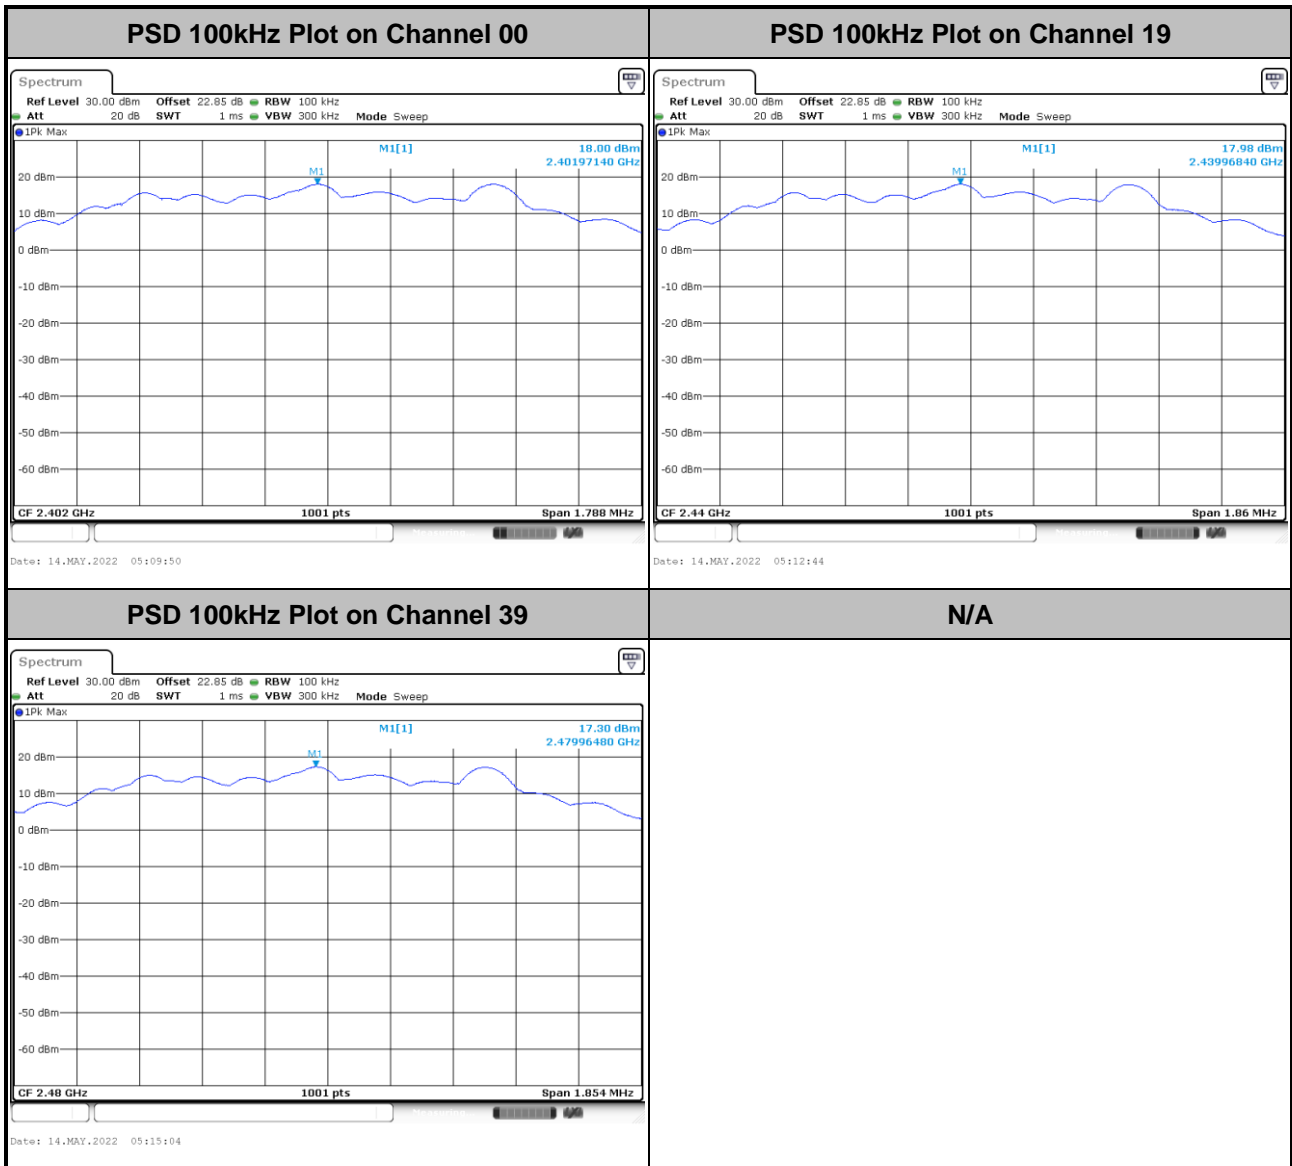 PSD 100kHz Plot on Channel 00
PSD 100kHz Plot on Channel 19
Spectrum
Ref Level 30.00 dBm Offset 22.85 dB RBW 100 kHz
Att 20 dB SWT 1 ms VBW 300 kHz Mode Sweep
1Pk Max
M1[1] 18.00 dBm
2.40197140 GHz
M1
20 dBm
10 dBm
0 dBm
-10 dBm
-20 dBm
-30 dBm
-40 dBm
-50 dBm
-60 dBm
CF 2.402 GHz 1001 pts Span 1.788 MHz
Measuring
Date: 14.MAY.2022 05:09:50
Spectrum
Ref Level 30.00 dBm Offset 22.85 dB RBW 100 kHz
Att 20 dB SWT 1 ms VBW 300 kHz Mode Sweep
1Pk Max
M1[1] 17.98 dBm
2.43996840 GHz
M1
20 dBm
10 dBm
0 dBm
-10 dBm
-20 dBm
-30 dBm
-40 dBm
-50 dBm
-60 dBm
CF 2.44 GHz 1001 pts Span 1.86 MHz
Measuring
Date: 14.MAY.2022 05:12:44
PSD 100kHz Plot on Channel 39
N/A
Spectrum
Ref Level 30.00 dBm Offset 22.85 dB RBW 100 kHz
Att 20 dB SWT 1 ms VBW 300 kHz Mode Sweep
1Pk Max
M1[1] 17.30 dBm
2.47996480 GHz
M1
20 dBm
10 dBm
0 dBm
-10 dBm
-20 dBm
-30 dBm
-40 dBm
-50 dBm
-60 dBm
CF 2.48 GHz 1001 pts Span 1.854 MHz
Measuring
Date: 14.MAY.2022 05:15:04